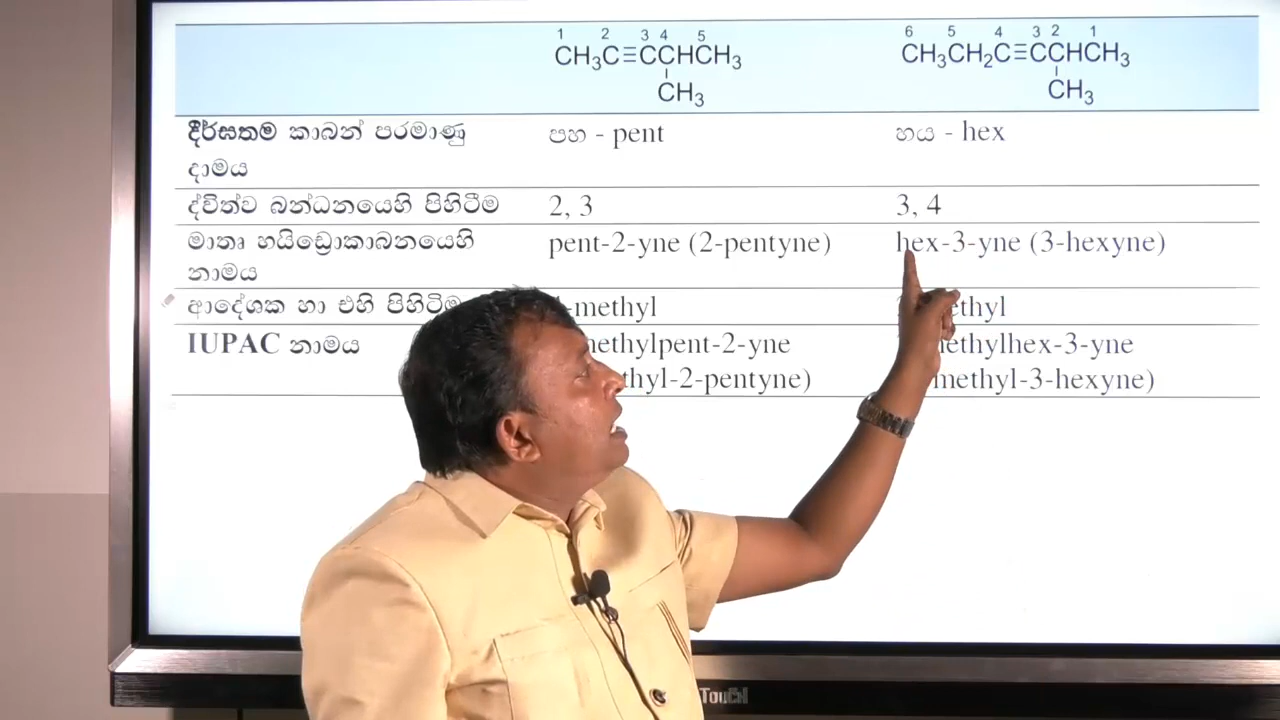 1 2 3 4 5 6 5 4 3 2 1
CH₃C≡CCHCH₃ CH₃CH₂C≡CCHCH₃
CH₃ CH₃
දීර්ඝතම කාබන් පරමාණු පහ - pent හය - hex
දාමය
ද්විත්ව බන්ධනයෙහි පිහිටීම 2, 3 3, 4
මාතෘ හයිඩ්‍රොකාබනයෙහි pent-2-yne (2-pentyne) hex-3-yne (3-hexyne)
නාමය
ආදේශක හා එහි පිහිටිම -methyl
IUPAC නාමය methylpent-2-yne methylhex-3-yne
thyl-2-pentyne) methyl-3-hexyne)